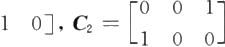 1 0], C₂ = [0 0 1
1 0 0]